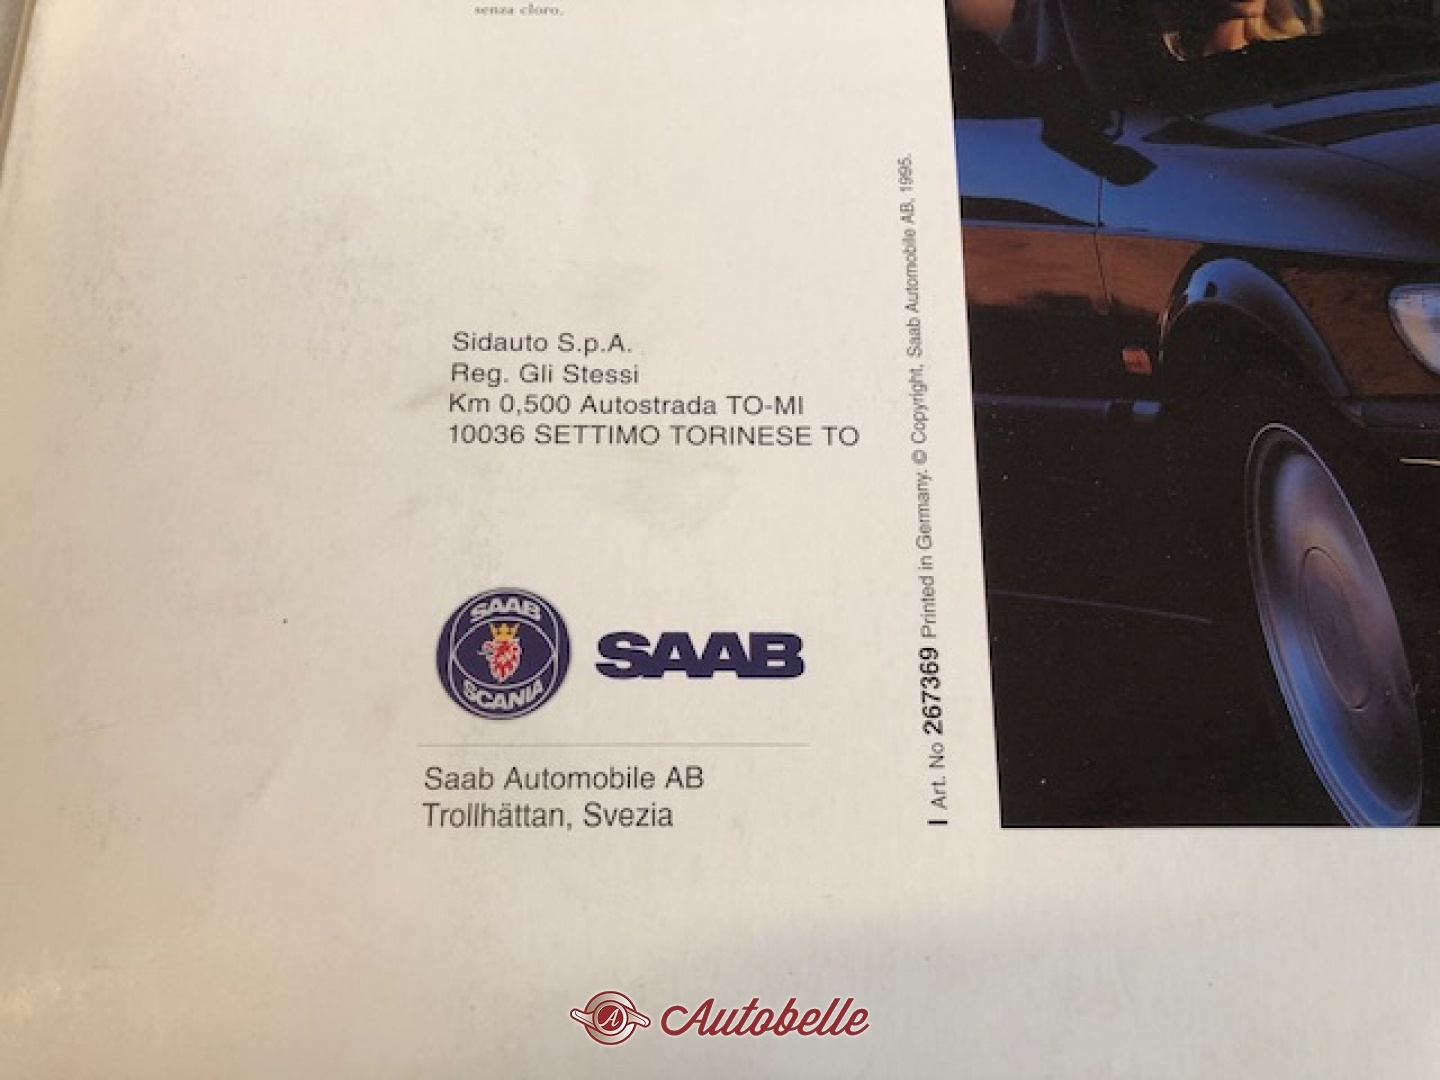 senza cloro.
Sidauto S.p.A.
Reg. Gli Stessi
Km 0,500 Autostrada TO-MI
10036 SETTIMO TORINESE TO
SAAB
SCANIA
SAAB
Saab Automobile AB
Trollhättan, Svezia
I Art. No 267369 Printed in Germany. © Copyright, Saab Automobile AB, 1995.
A Autobelle